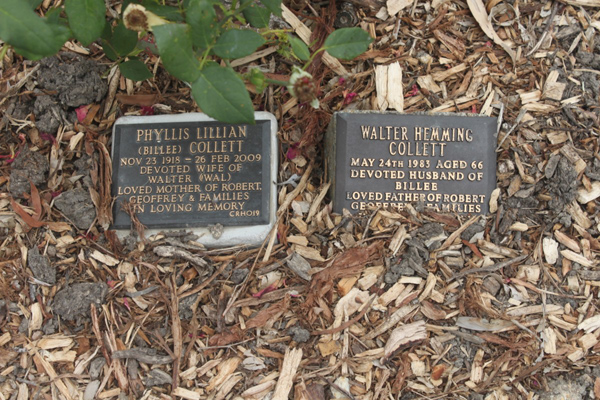 PHYLLIS LILLIAN
(BILLEE) COLLETT
NOV 23 1918 - 26 FEB 2009
DEVOTED WIFE OF
WALTER (WAL)
LOVED MOTHER OF ROBERT,
GEOFFREY & FAMILIES
IN LOVING MEMORY
CRHO19
WALTER HEMMING
COLLETT
MAY 24TH 1983 AGED 66
DEVOTED HUSBAND OF
BILLEE
LOVED FATHER OF ROBERT
GEOFFREY & FAMILIES